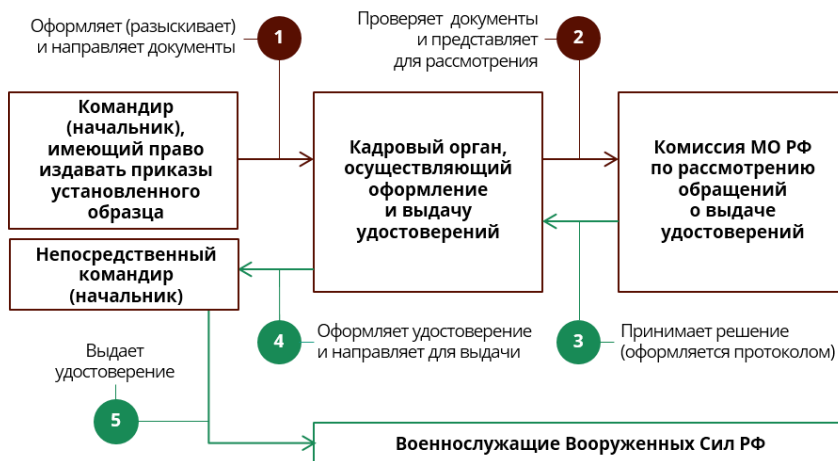 Оформляет (разыскивает)
и направляет документы
1
Проверяет документы
и представляет
для рассмотрения
2
Командир
(начальник),
имеющий право
издавать приказы
установленного
образца
Кадровый орган,
осуществляющий
оформление
и выдачу
удостоверений
Комиссия МО РФ
по рассмотрению
обращений
о выдаче
удостоверений
Непосредственный
командир
(начальник)
4
Оформляет удостоверение
и направляет для выдачи
3
Принимает решение
(оформляется протоколом)
Выдает
удостоверение
5
Военнослужащие Вооруженных Сил РФ